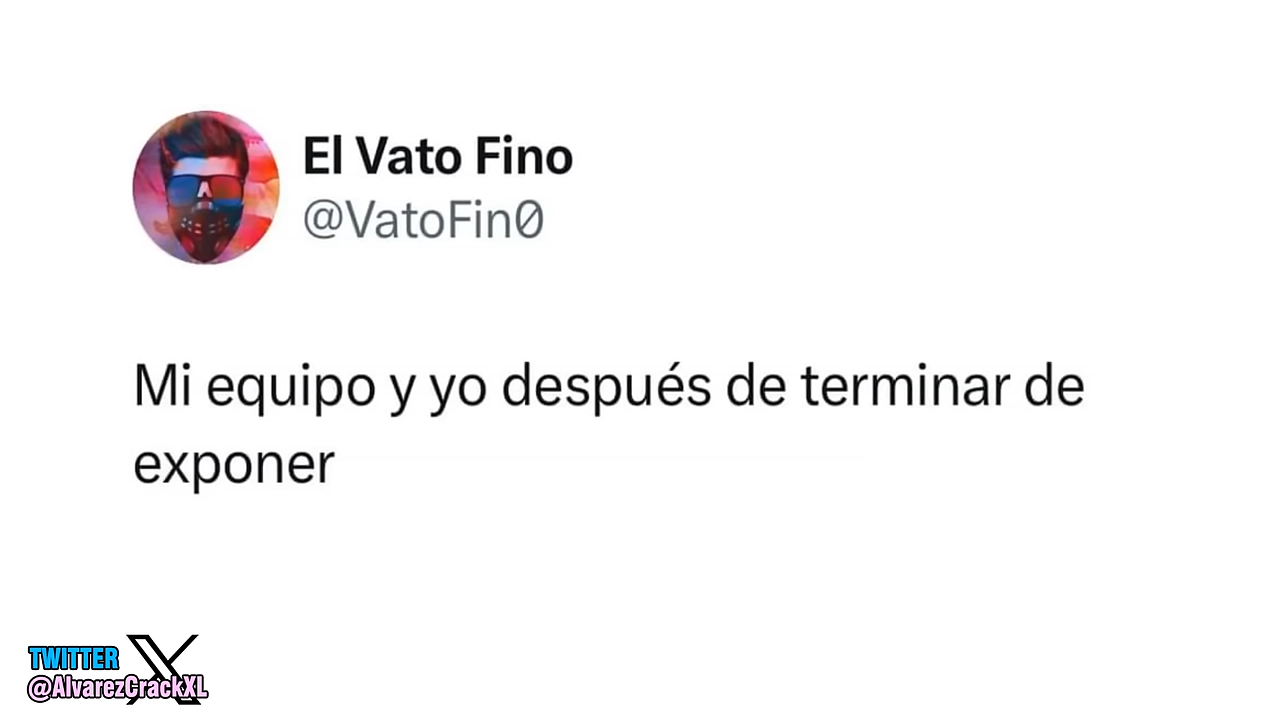 El Vato Fino
@VatoFin0
Mi equipo y yo después de terminar de
exponer
TWITTER X
@AlvarezCrackXL